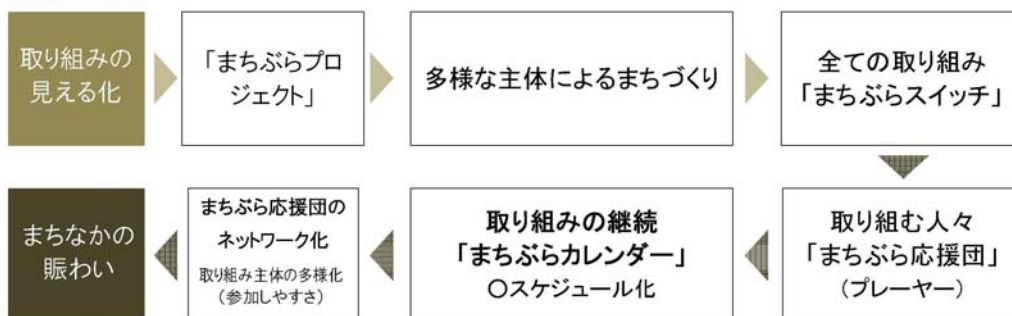 取り組みの
見える化
「まちぶらプロ
ジェクト」
多様な主体によるまちづくり
全ての取り組み
「まちぶらスイッチ」
取り組む人々
「まちぶら応援団」
(プレーヤー)
取り組みの継続
「まちぶらカレンダー」
○スケジュール化
まちぶら応援団の
ネットワーク化
取り組み主体の多様化
(参加しやすさ)
まちなかの
賑わい